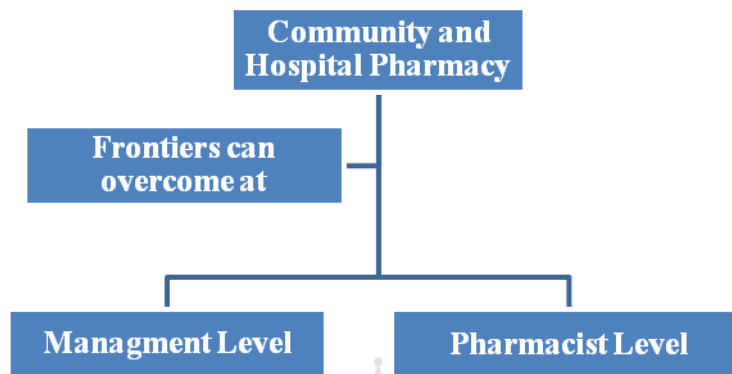 Community and
Hospital Pharmacy
Frontiers can
overcome at
Managment Level
Pharmacist Level